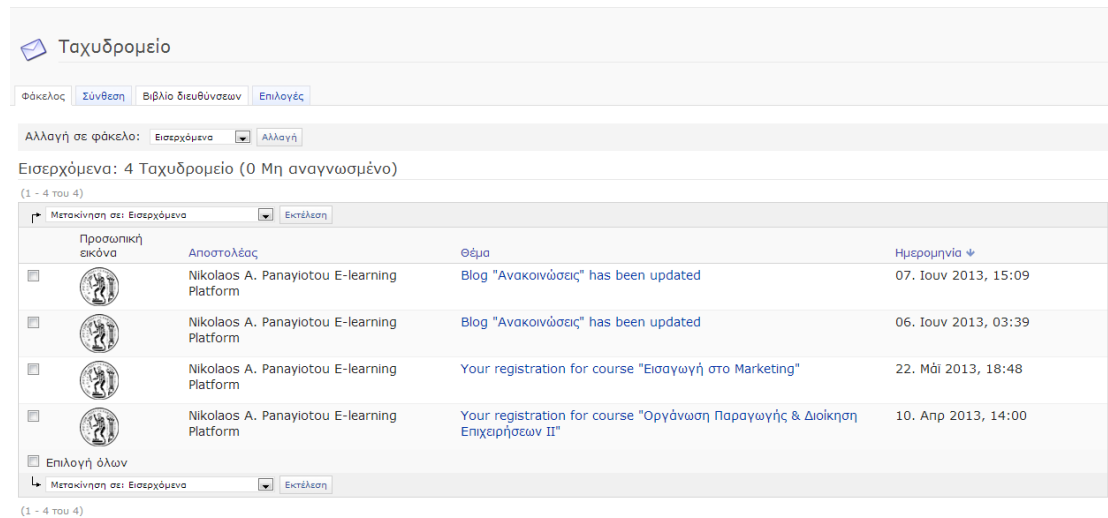 Ταχυδρομείο
Φάκελος Σύνθεση Βιβλίο διευθύνσεων Επιλογές
Αλλαγή σε φάκελο: Εισερχόμενα Αλλαγή
Εισερχόμενα: 4 Ταχυδρομείο (0 Μη αναγνωσμένο)
(1 - 4 του 4)
Μετακίνηση σε: Εισερχόμενα Εκτέλεση
Προσωπική
εικόνα Αποστολέας Θέμα Ημερομηνία
Nikolaos A. Panayiotou E-learning Blog "Ανακοινώσεις" has been updated 07. Ιουν 2013, 15:09
Platform
Nikolaos A. Panayiotou E-learning Blog "Ανακοινώσεις" has been updated 06. Ιουν 2013, 03:39
Platform
Nikolaos A. Panayiotou E-learning Your registration for course "Εισαγωγή στο Marketing" 22. Μάϊ 2013, 18:48
Platform
Nikolaos A. Panayiotou E-learning Your registration for course "Οργάνωση Παραγωγής & Διοίκηση 10. Απρ 2013, 14:00
Platform Επιχειρήσεων ΙΙ"
Επιλογή όλων
Μετακίνηση σε: Εισερχόμενα Εκτέλεση
(1 - 4 του 4)